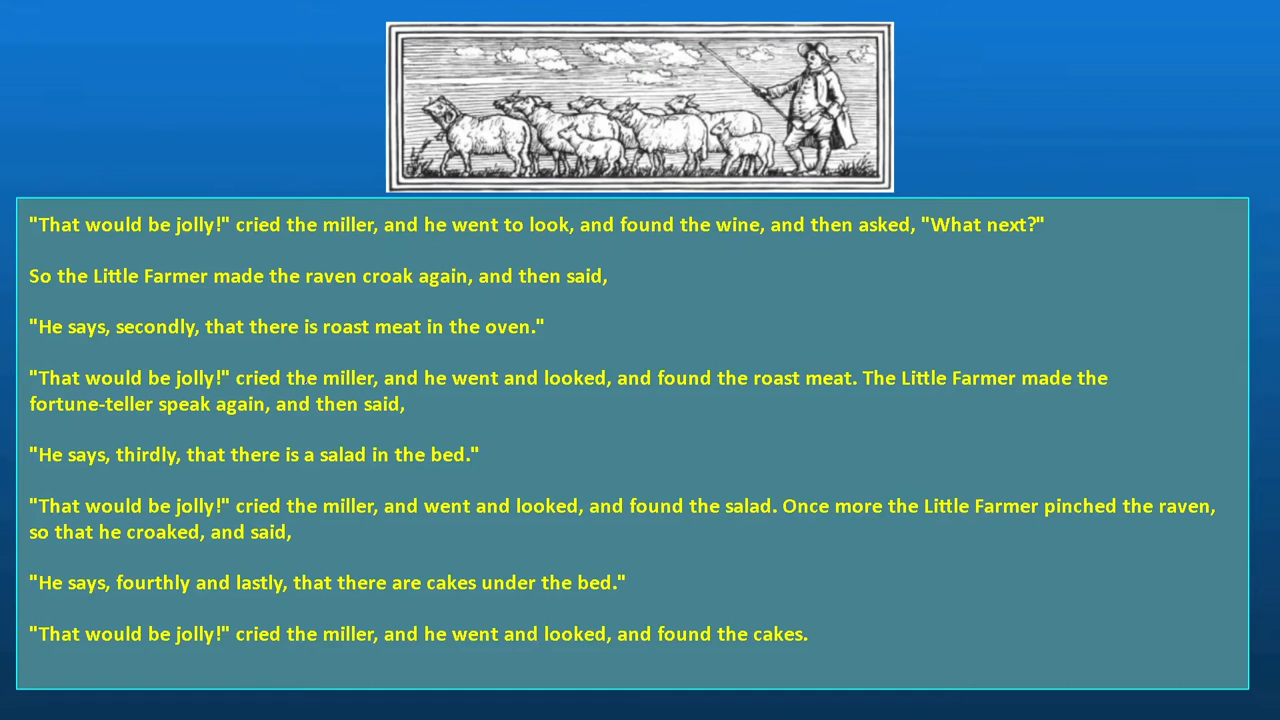 "That would be jolly!" cried the miller, and he went to look, and found the wine, and then asked, "What next?"
So the Little Farmer made the raven croak again, and then said,
"He says, secondly, that there is roast meat in the oven."
"That would be jolly!" cried the miller, and he went and looked, and found the roast meat. The Little Farmer made the
fortune-teller speak again, and then said,
"He says, thirdly, that there is a salad in the bed."
"That would be jolly!" cried the miller, and went and looked, and found the salad. Once more the Little Farmer pinched the raven,
so that he croaked, and said,
"He says, fourthly and lastly, that there are cakes under the bed."
"That would be jolly!" cried the miller, and he went and looked, and found the cakes.